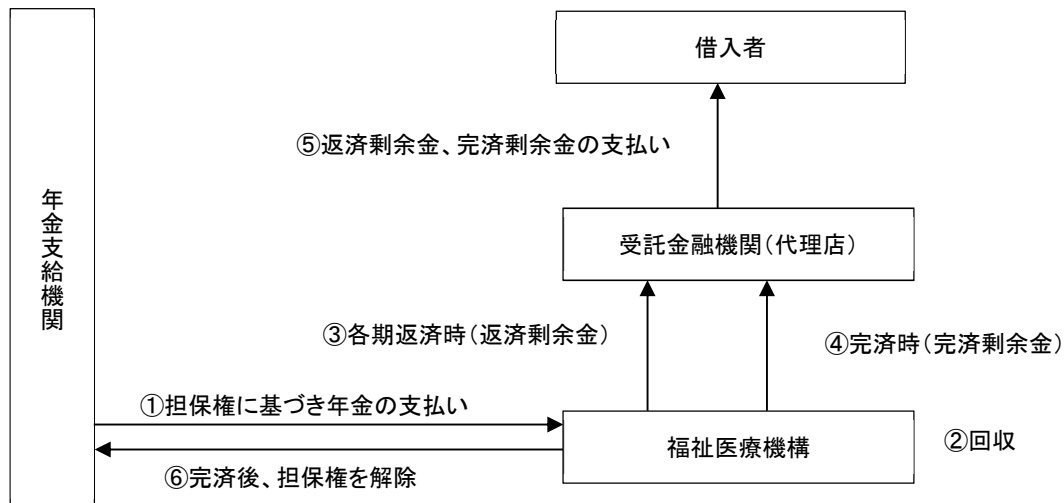 借入者
⑤返済剰余金、完済剰余金の支払い
年金支給機関
受託金融機関(代理店)
③各期返済時(返済剰余金)
④完済時(完済剰余金)
①担保権に基づき年金の支払い
福祉医療機構
②回収
⑥完済後、担保権を解除